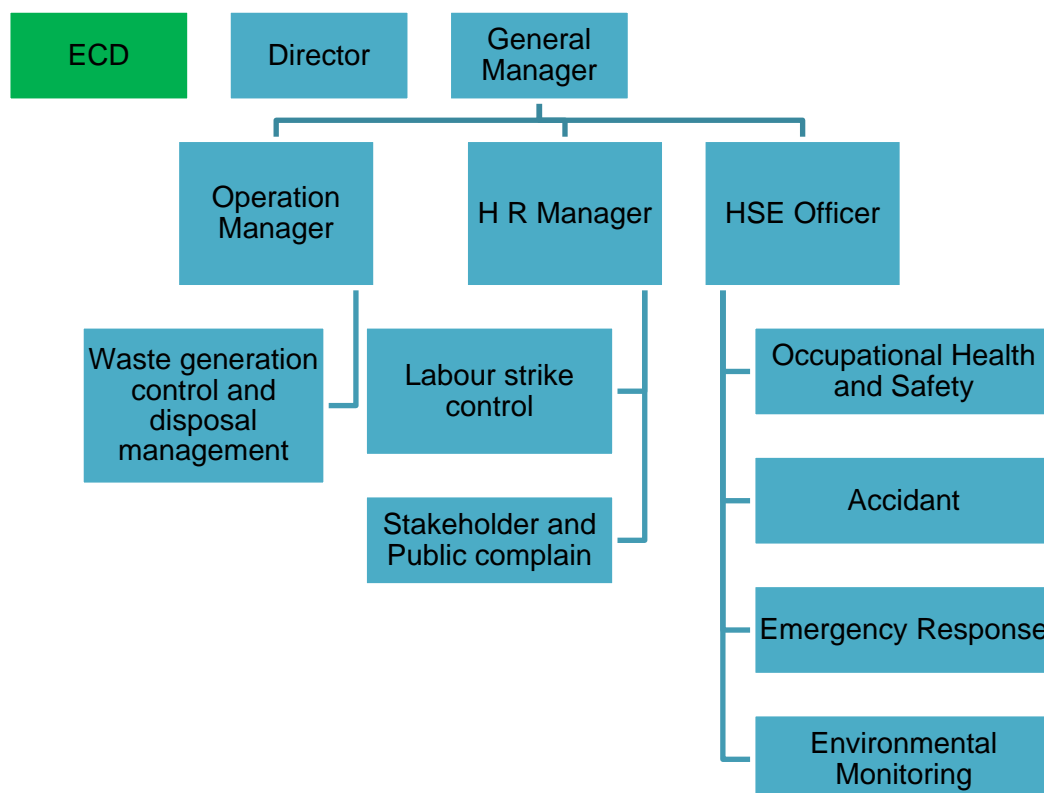 ECD
Director
General
Manager
Operation
Manager
H R Manager
HSE Officer
Waste generation
control and
disposal
management
Labour strike
control
Stakeholder and
Public complain
Occupational Health
and Safety
Accidant
Emergency Response
Environmental
Monitoring